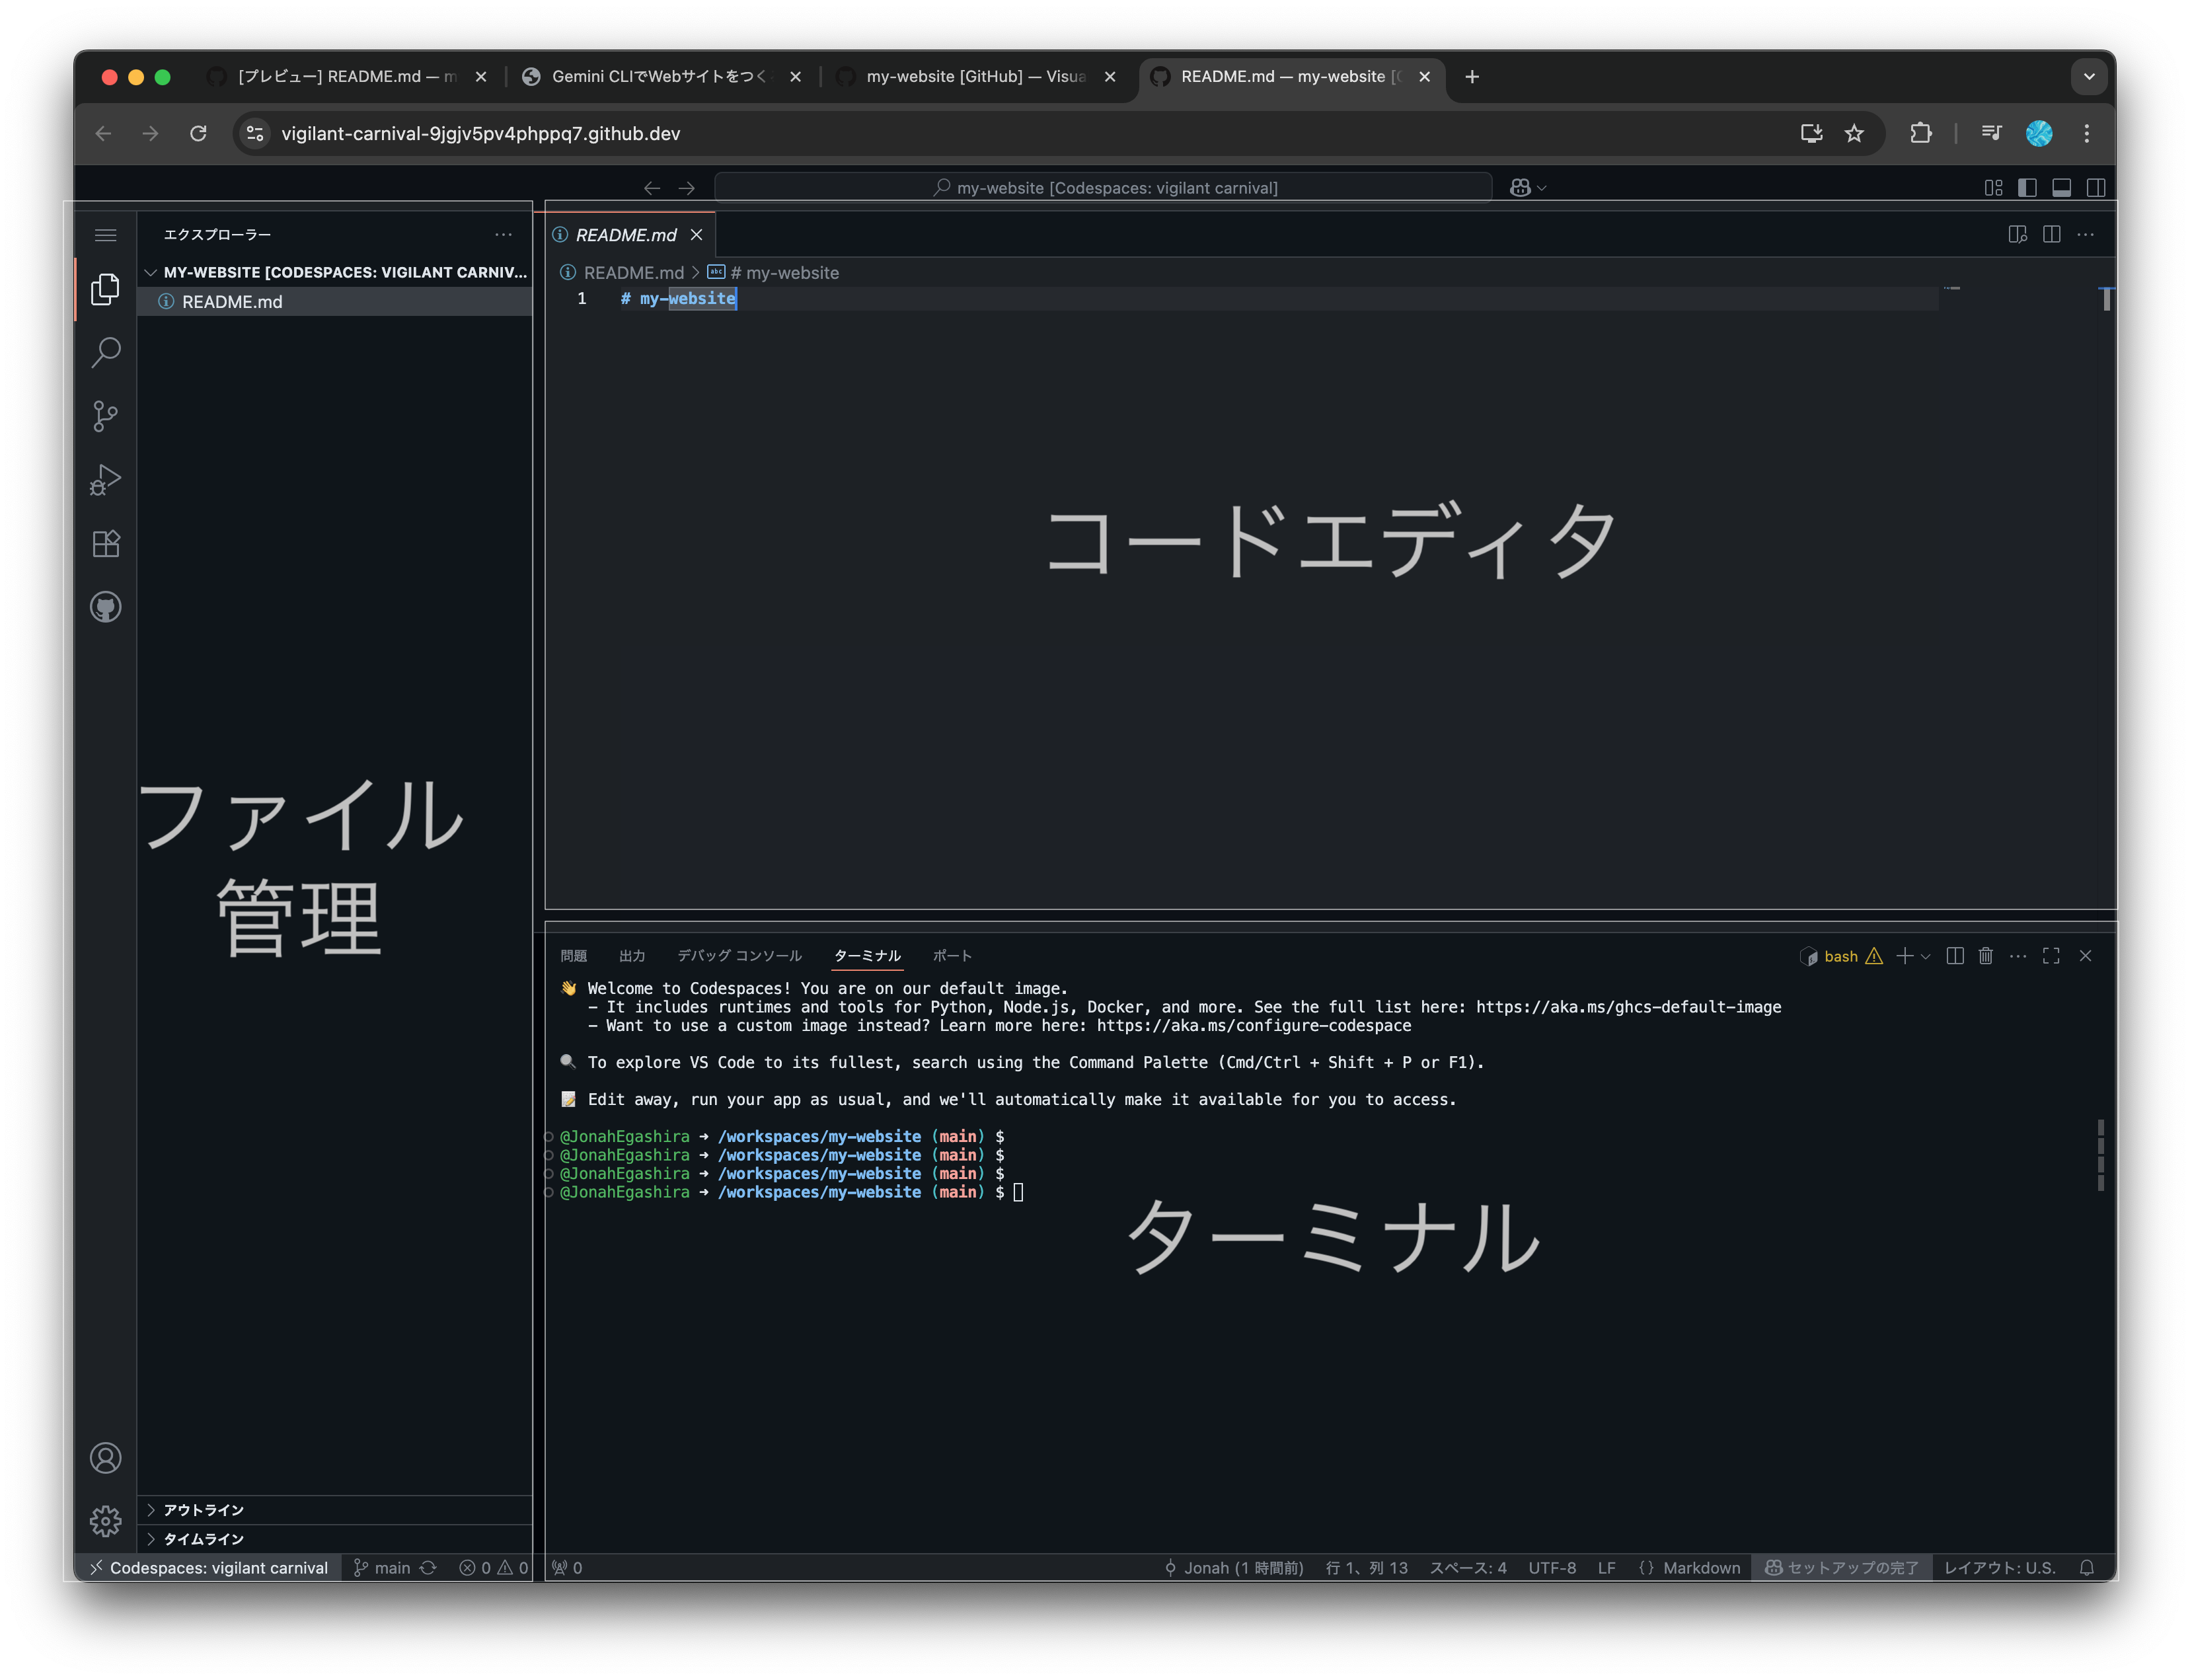 [プレビュー] README.md — m
Gemini CLIでWebサイトをつく
my-website [GitHub] — Visua
README.md — my-website [
vigilant-carnival-9jgjv5pv4phppq7.github.dev
my-website [Codespaces: vigilant carnival]
エクスプローラー
MY-WEBSITE [CODESPACES: VIGILANT CARNIV...
README.md
README.md
README.md > # my-website
1 # my-website
コードエディタ
ファイル
管理
問題 出力 デバッグ コンソール ターミナル ポート
bash
👋 Welcome to Codespaces! You are on our default image.
- It includes runtimes and tools for Python, Node.js, Docker, and more. See the full list here: https://aka.ms/ghcs-default-image
- Want to use a custom image instead? Learn more here: https://aka.ms/configure-codespace
🔍 To explore VS Code to its fullest, search using the Command Palette (Cmd/Ctrl + Shift + P or F1).
📝 Edit away, run your app as usual, and we'll automatically make it available for you to access.
@JonahEgashira ➜ /workspaces/my-website (main) $
@JonahEgashira ➜ /workspaces/my-website (main) $
@JonahEgashira ➜ /workspaces/my-website (main) $
@JonahEgashira ➜ /workspaces/my-website (main) $
ターミナル
アウトライン
タイムライン
Codespaces: vigilant carnival main 0 0 0 Jonah (1 時間前) 行 1、列 13 スペース: 4 UTF-8 LF {} Markdown セットアップの完了 レイアウト: U.S.